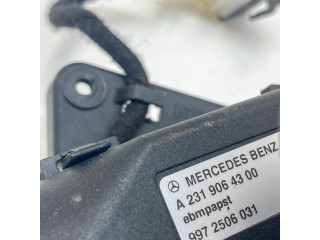 MERCEDES BENZ
A 231 906 43 00
ebmpapst
997 2506 031